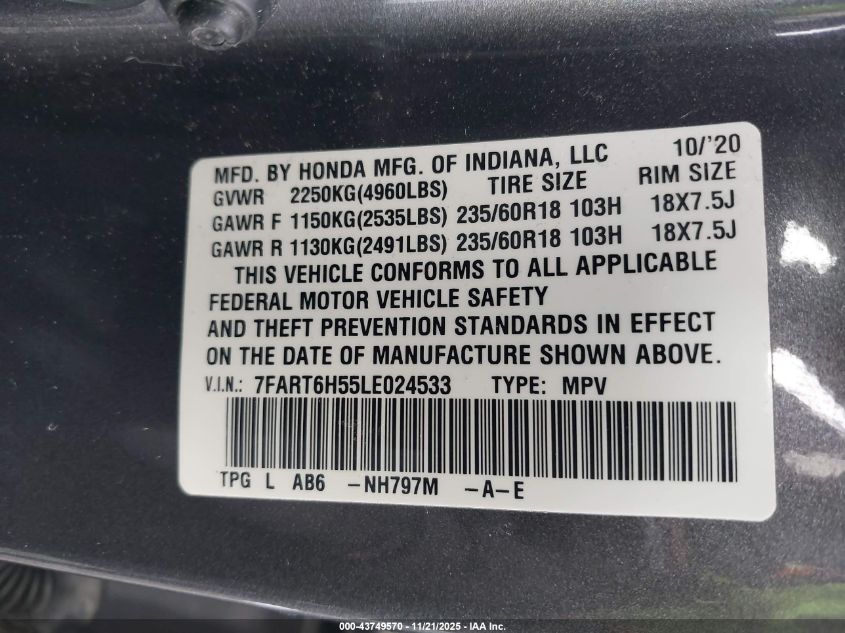 MFD. BY HONDA MFG. OF INDIANA, LLC 10/'20
GVWR 2250KG(4960LBS) TIRE SIZE RIM SIZE
GAWR F 1150KG(2535LBS) 235/60R18 103H 18X7.5J
GAWR R 1130KG(2491LBS) 235/60R18 103H 18X7.5J
THIS VEHICLE CONFORMS TO ALL APPLICABLE
FEDERAL MOTOR VEHICLE SAFETY
AND THEFT PREVENTION STANDARDS IN EFFECT
ON THE DATE OF MANUFACTURE SHOWN ABOVE.
V.I.N.: 7FART6H55LE024533 TYPE: MPV
TPG L AB6 -NH797M -A-E
000-43749570 - 11/21/2025 - IAA Inc.